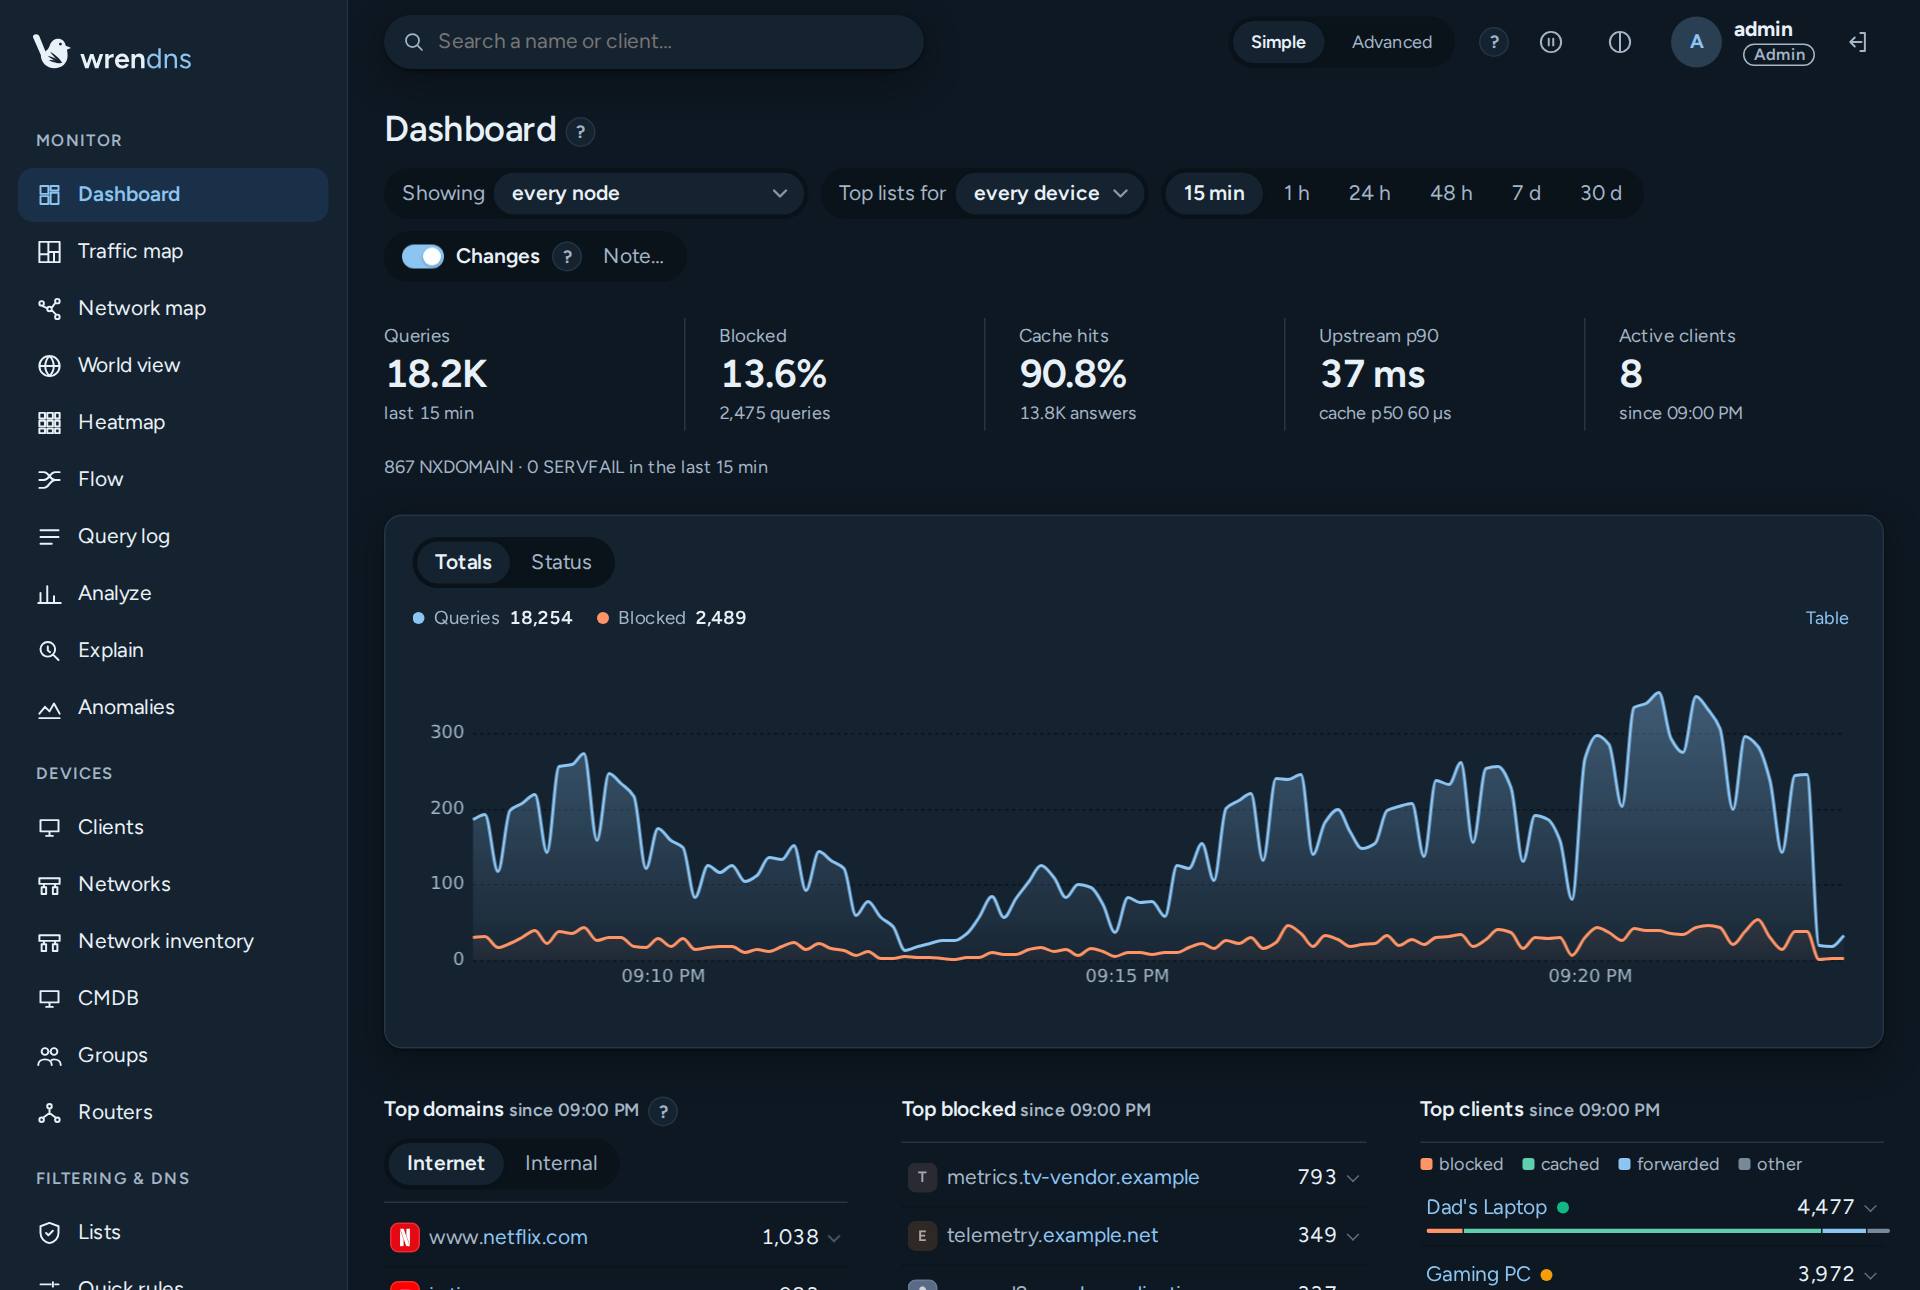 wrendns
Search a name or client...
Simple
Advanced
?
A
admin
Admin
MONITOR
Dashboard
Traffic map
Network map
World view
Heatmap
Flow
Query log
Analyze
Explain
Anomalies
DEVICES
Clients
Networks
Network inventory
CMDB
Groups
Routers
FILTERING & DNS
Lists
Quick rules
Dashboard ?
Showing every node
Top lists for every device
15 min 1 h 24 h 48 h 7 d 30 d
Changes ? Note...
Queries
18.2K
last 15 min
Blocked
13.6%
2,475 queries
Cache hits
90.8%
13.8K answers
Upstream p90
37 ms
cache p50 60 µs
Active clients
8
since 09:00 PM
867 NXDOMAIN · 0 SERVFAIL in the last 15 min
Totals Status
Queries 18,254 Blocked 2,489
Table
300
200
100
0
09:10 PM 09:15 PM 09:20 PM
Top domains since 09:00 PM ?
Internet Internal
N www.netflix.com 1,038
Top blocked since 09:00 PM
T metrics.tv-vendor.example 793
E telemetry.example.net 349
Top clients since 09:00 PM
blocked cached forwarded other
Dad's Laptop 4,477
Gaming PC 3,972